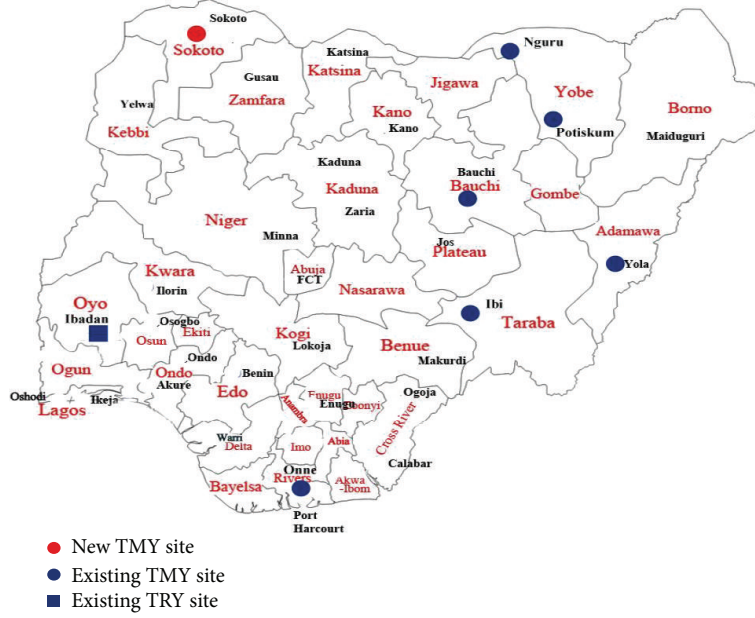 Sokoto
Sokoto
Nguru
Katsina
Katsina
Gusau
Zamfara
Jigawa
Yobe
Yelwa
Kebbi
Kano
Kano
Borno
Potiskum
Maiduguri
Kaduna
Kaduna
Zaria
Bauchi
Bauchi
Gombe
Niger
Minna
Adamawa
Jos
Plateau
Yola
Kwara
Ilorin
Abuja
FCT
Nasarawa
Oyo
Ibadan
Ibi
Taraba
Osogbo
Osun
Ekiti
Kogi
Lokoja
Benue
Makurdi
Ogun
Ondo
Ondo
Akure
Benin
Edo
Oshodi
Lagos
Ikeja
Anambra
Enugu
Enugu
Ebonyi
Ogoja
Cross River
Calabar
Warri
Delta
Imo
Abia
Onne
Rivers
Akwa
-Ibom
Bayelsa
Port
Harcourt
New TMY site
Existing TMY site
Existing TRY site